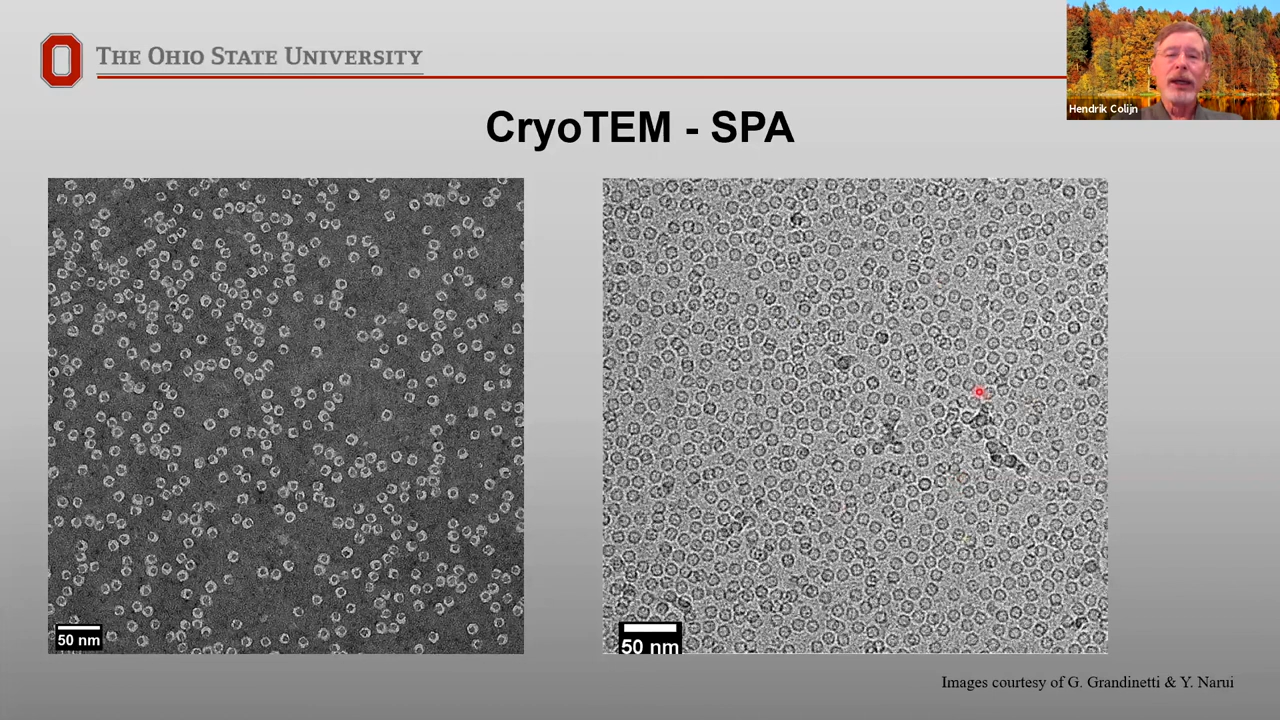 THE OHIO STATE UNIVERSITY
Hendrik Colijn
CryoTEM - SPA
50 nm
50 nm
Images courtesy of G. Grandinetti & Y. Narui